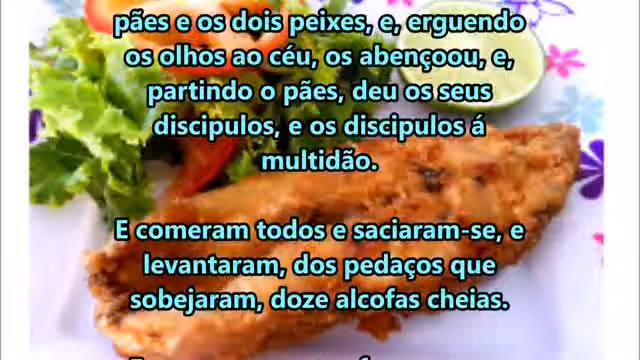 pães e os dois peixes, e, erguendo
os olhos ao céu, os abençoou, e,
partindo o pães, deu os seus
discipulos, e os discipulos á
multidão.
E comeram todos e saciaram-se, e
levantaram, dos pedaços que
sobejaram, doze alcofas cheias.